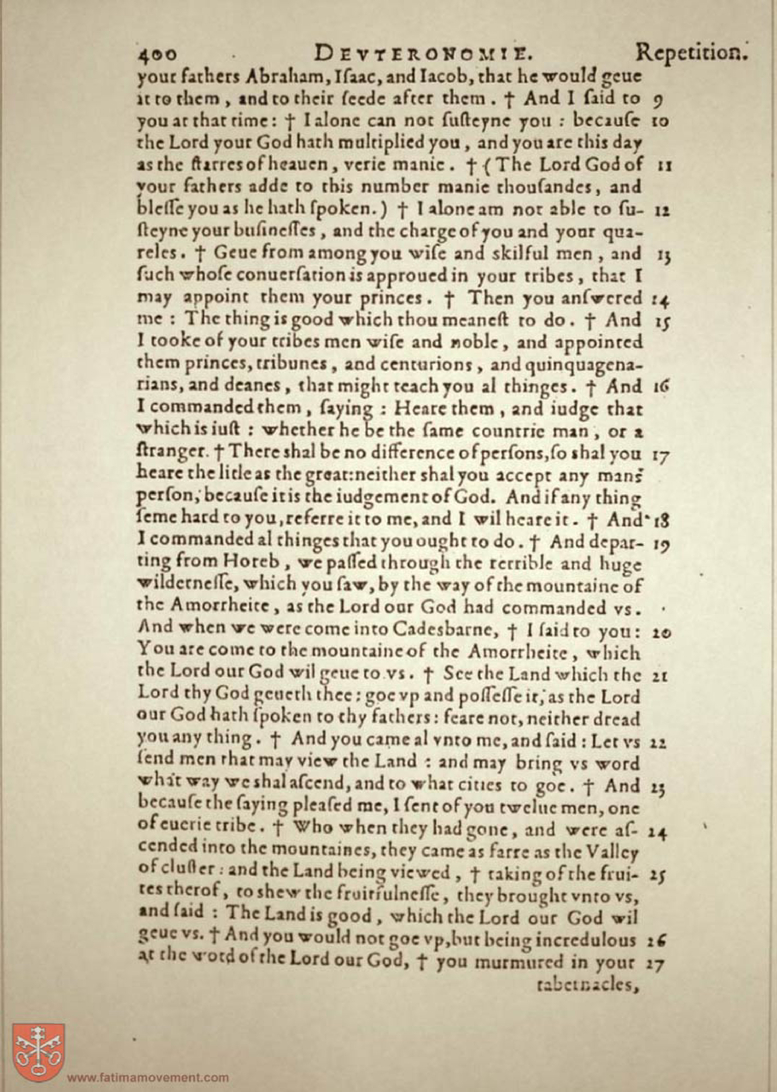 400 DEVTERONOMIE. Repetition.
your fathers Abraham, Iſaac, and Iacob, that he would geue
it to them, and to their ſeede after them. † And I ſaid to 9
you at that time: † I alone can not ſuſteyne you: becauſe 10
the Lord your God hath multiplied you, and you are this day
as the ſtarres of heauen, verie manie. † (The Lord God of 11
your fathers adde to this number manie thouſandes, and
bleſſe you as he hath ſpoken.) † I alone am not able to ſu- 12
ſteyne your buſineſſes, and the charge of you and your qua-
reles. † Geue from among you wiſe and skilful men, and 13
ſuch whoſe conuerſation is approued in your tribes, that I
may appoint them your princes. † Then you anſwered 14
me: The thing is good which thou meaneſt to do. † And 15
I tooke of your tribes men wiſe and noble, and appointed
them princes, tribunes, and centurions, and quinquagena-
rians, and deanes, that might teach you al thinges. † And 16
I commanded them, ſaying: Heare them, and iudge that
which is iuſt: whether he be the ſame countrie man, or a
ſtranger. † There shal be no difference of perſons, ſo shal you 17
heare the litle as the great: neither shal you accept any mans
perſon, becauſe it is the iudgement of God. And if any thing
ſeme hard to you, referre it to me, and I wil heare it. † And 18
I commanded al thinges that you ought to do. † And depar- 19
ting from Horeb, we paſſed through the terrible and huge
wilderneſſe, which you ſaw, by the way of the mountaine of
the Amorrheite, as the Lord our God had commanded vs.
And when we were come into Cadesbarne, † I ſaid to you: 20
You are come to the mountaine of the Amorrheite, which
the Lord our God wil geue to vs. † See the Land which the 21
Lord thy God geueth thee: goe vp and poſſeſſe it, as the Lord
our God hath ſpoken to thy fathers: feare not, neither dread
you any thing. † And you came al vnto me, and ſaid: Let vs 22
ſend men that may view the Land: and may bring vs word
what way we shal aſcend, and to what cities to goe. † And 23
becauſe the ſaying pleaſed me, I ſent of you twelue men, one
of euerie tribe. † Who when they had gone, and were aſ- 24
cended into the mountaines, they came as farre as the Valley
of cluſter: and the Land being viewed, † taking of the frui- 25
tes therof, to shew the fruitfulneſſe, they brought vnto vs,
and ſaid: The Land is good, which the Lord our God wil
geue vs. † And you would not goe vp, but being incredulous 26
at the word of the Lord our God, † you murmured in your 27
tabernacles,
www.fatimamovement.com